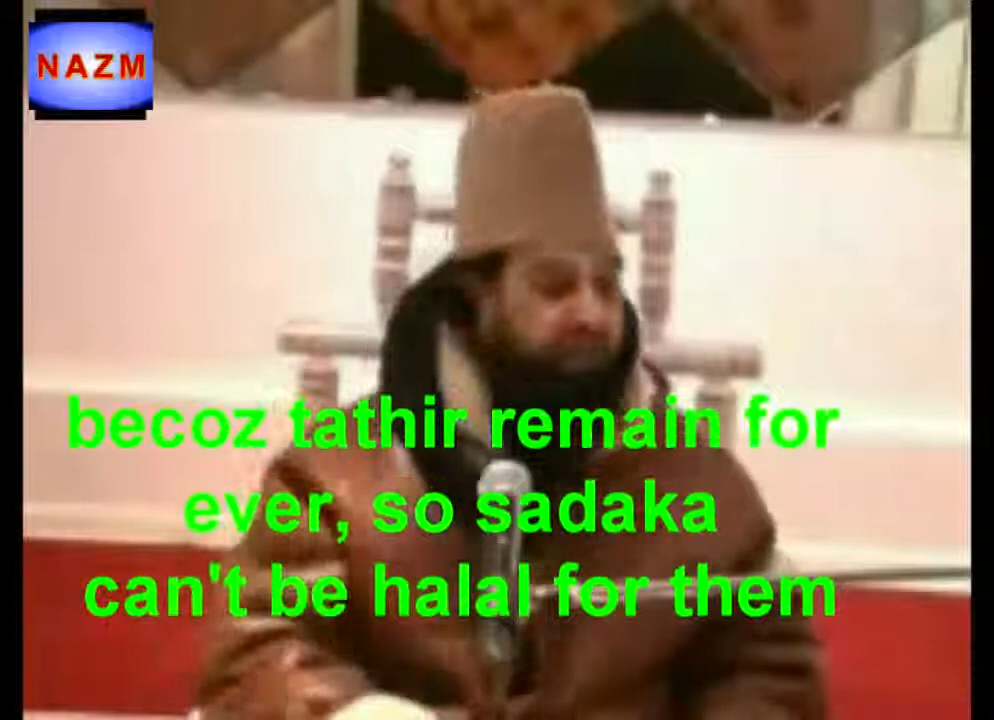 NAZM
becoz tathir remain for
ever, so sadaka
can't be halal for them